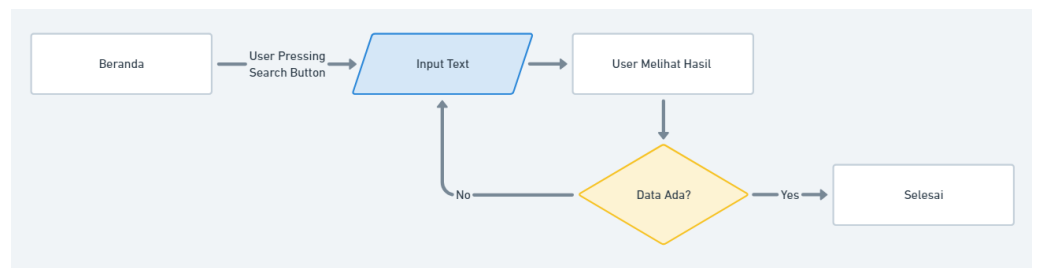 Beranda
User Pressing
Search Button
Input Text
User Melihat Hasil
No
Data Ada?
Yes
Selesai